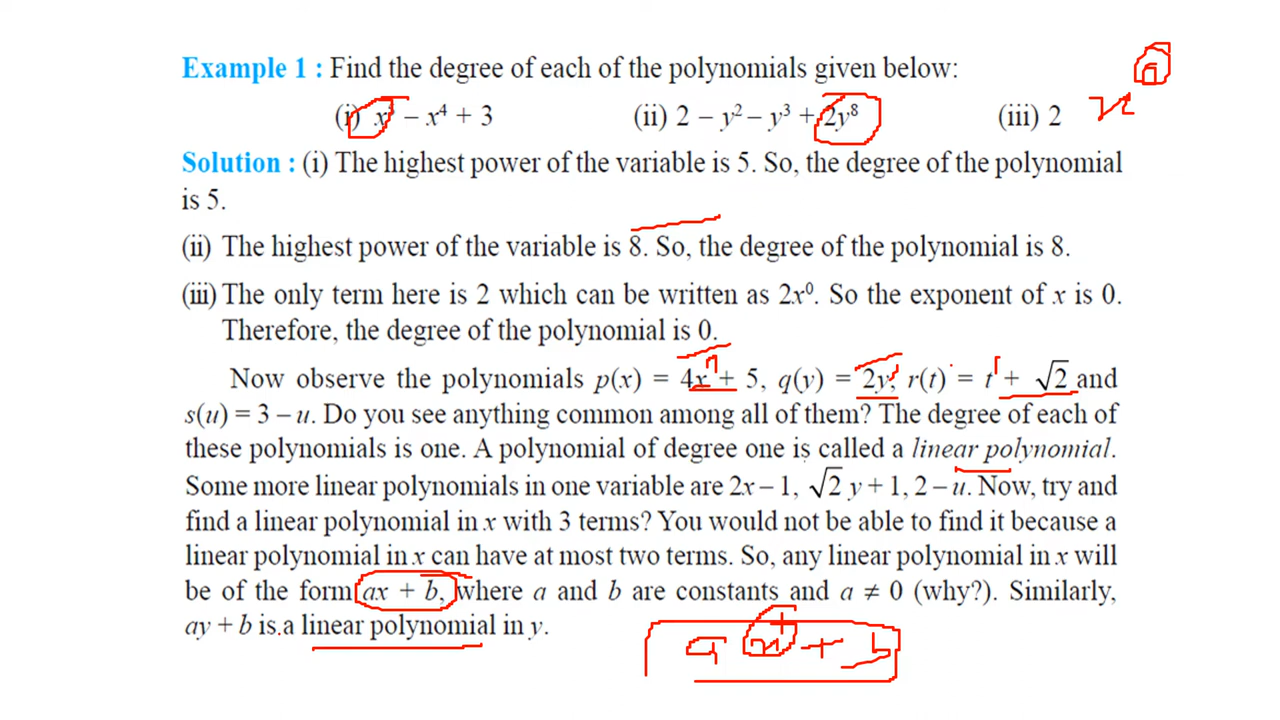 Example 1 : Find the degree of each of the polynomials given below:
(i) x⁵ – x⁴ + 3 (ii) 2 – y² – y³ + 2y⁸ (iii) 2
Solution : (i) The highest power of the variable is 5. So, the degree of the polynomial
is 5.
(ii) The highest power of the variable is 8. So, the degree of the polynomial is 8.
(iii) The only term here is 2 which can be written as 2x⁰. So the exponent of x is 0.
Therefore, the degree of the polynomial is 0.
Now observe the polynomials p(x) = 4x + 5, q(y) = 2y, r(t) = t + √2 and
s(u) = 3 – u. Do you see anything common among all of them? The degree of each of
these polynomials is one. A polynomial of degree one is called a linear polynomial.
Some more linear polynomials in one variable are 2x – 1, √2 y + 1, 2 – u. Now, try and
find a linear polynomial in x with 3 terms? You would not be able to find it because a
linear polynomial in x can have at most two terms. So, any linear polynomial in x will
be of the form ax + b, where a and b are constants and a ≠ 0 (why?). Similarly,
ay + b is a linear polynomial in y.